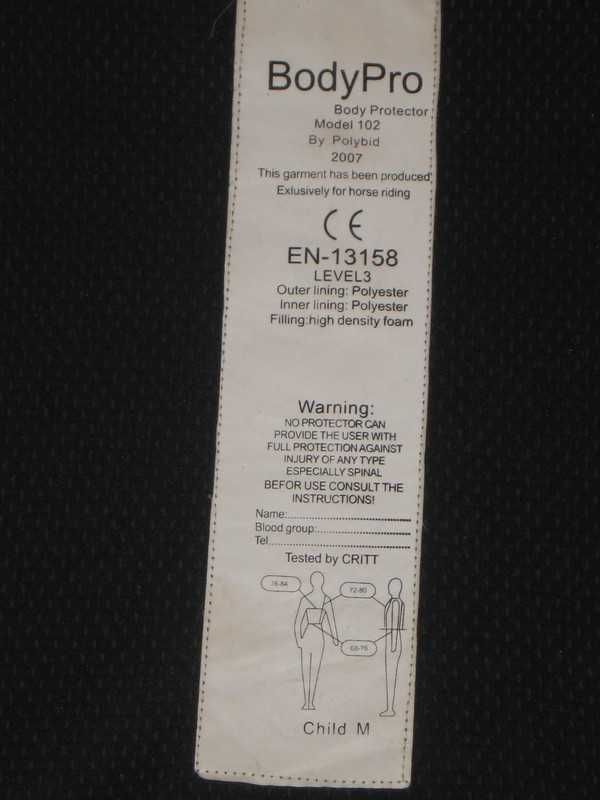 BodyPro
Body Protector
Model 102
By Polybid
2007
This garment has been produced
Exlusively for horse riding
CE
EN-13158
LEVEL3
Outer lining: Polyester
Inner lining: Polyester
Filling:high density foam
Warning:
NO PROTECTOR CAN
PROVIDE THE USER WITH
FULL PROTECTION AGAINST
INJURY OF ANY TYPE
ESPECIALLY SPINAL
BEFOR USE CONSULT THE
INSTRUCTIONS!
Name:
Blood group:
Tel
Tested by CRITT
72-80
68-76
Child M